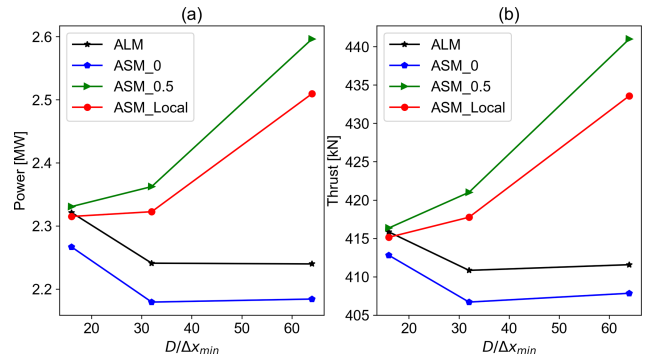 (a)
2.6
2.5
2.4
2.3
2.2
Power [MW]
ALM
ASM_0
ASM_0.5
ASM_Local
20
30
40
50
60
D/Δx_min
(b)
440
435
430
425
420
415
410
405
Thrust [kN]
ALM
ASM_0
ASM_0.5
ASM_Local
20
30
40
50
60
D/Δx_min